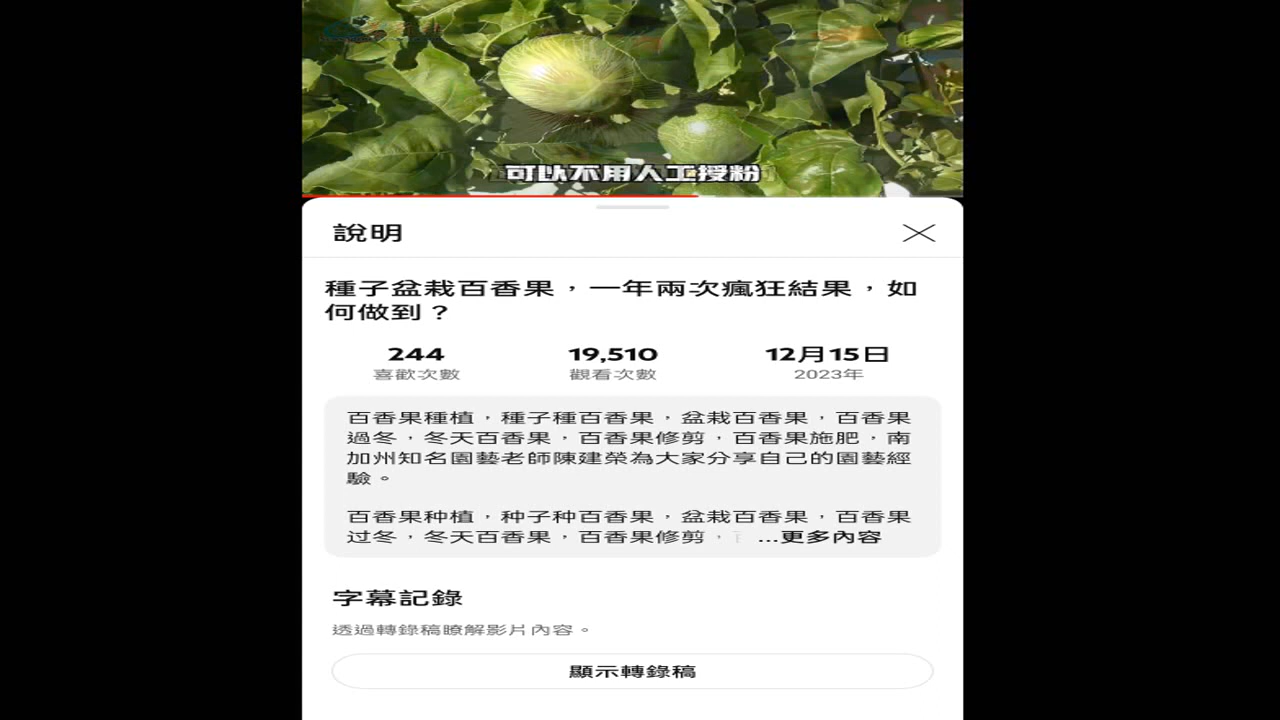 可以不用人工授粉
說明
種子盆栽百香果，一年兩次瘋狂結果，如
何做到？
244 19,510 12月15日
喜歡次數 觀看次數 2023年
百香果種植，種子種百香果，盆栽百香果，百香果
過冬，冬天百香果，百香果修剪，百香果施肥，南
加州知名園藝老師陳建榮為大家分享自己的園藝經
驗。
百香果种植，种子种百香果，盆栽百香果，百香果
过冬，冬天百香果，百香果修剪， ...更多內容
字幕記錄
透過轉錄稿瞭解影片內容。
顯示轉錄稿